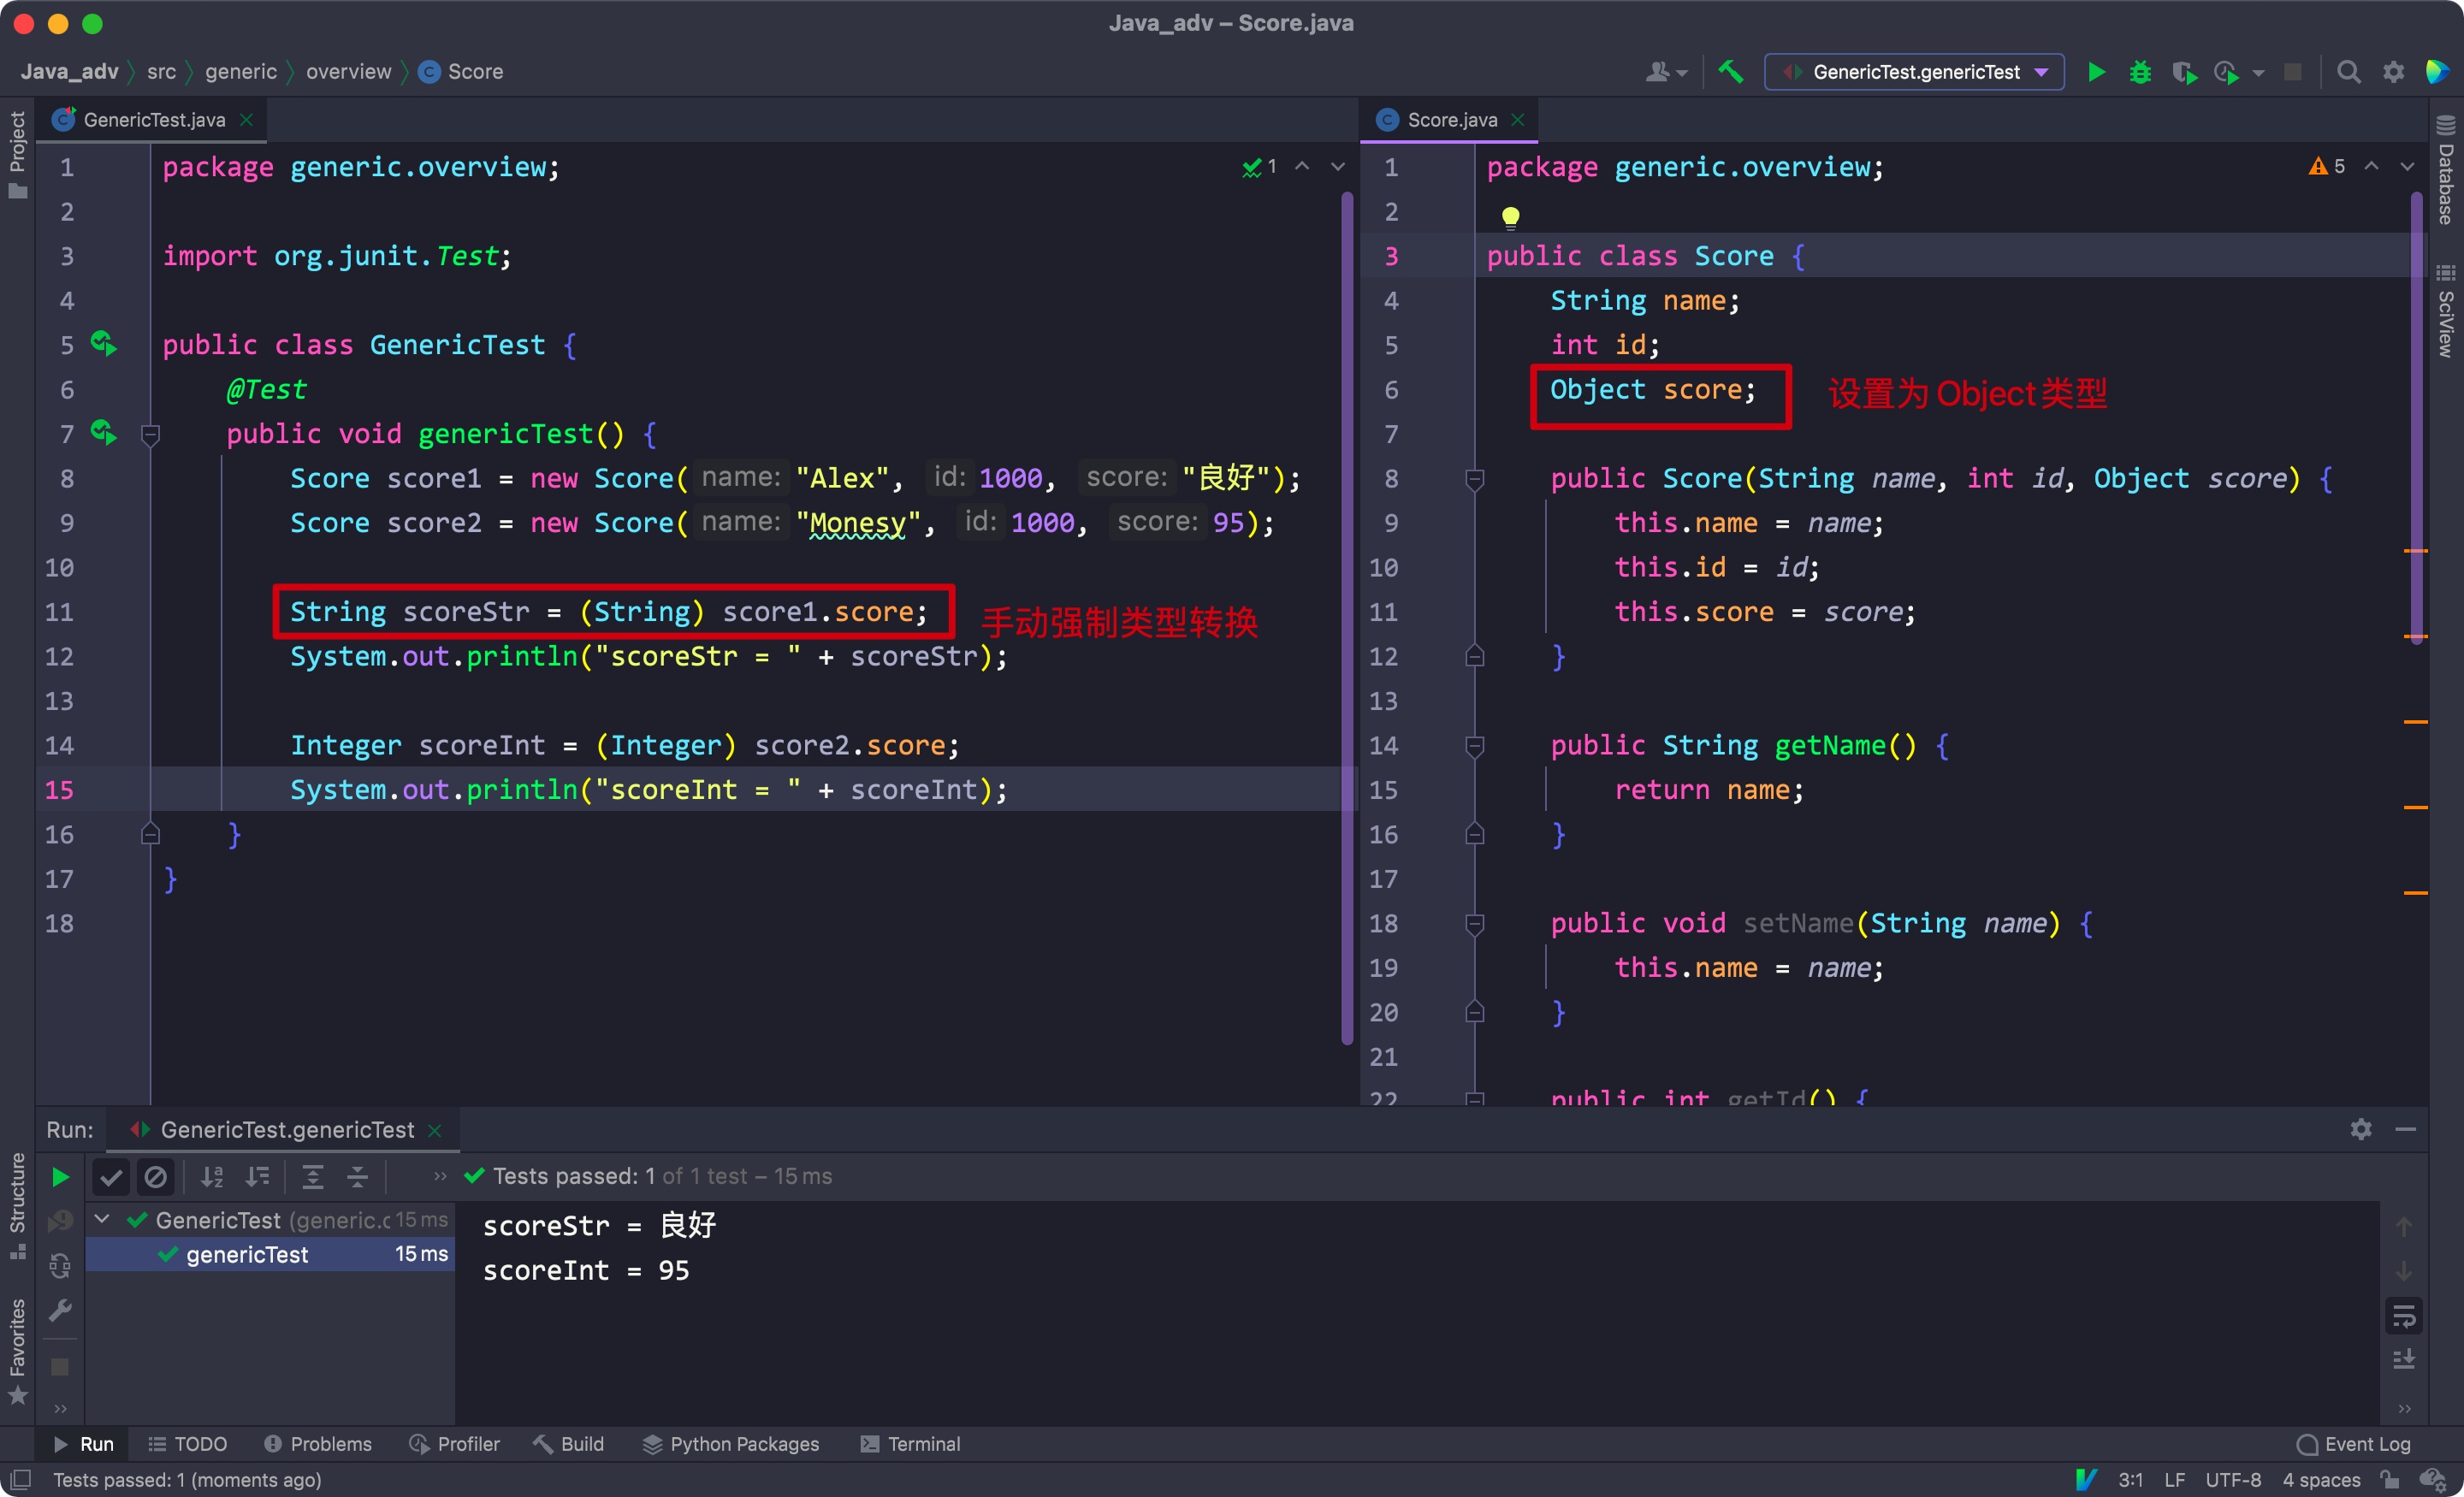 Java_adv – Score.java
Java_adv src generic overview Score
GenericTest.genericTest
Project
GenericTest.java
1 package generic.overview;
2
3 import org.junit.Test;
4
5 public class GenericTest {
6 @Test
7 public void genericTest() {
8 Score score1 = new Score( name: "Alex", id: 1000, score: "良好");
9 Score score2 = new Score( name: "Monesy", id: 1000, score: 95);
10
11 String scoreStr = (String) score1.score;
手动强制类型转换
12 System.out.println("scoreStr = " + scoreStr);
13
14 Integer scoreInt = (Integer) score2.score;
15 System.out.println("scoreInt = " + scoreInt);
16 }
17 }
18
1
Score.java
1 package generic.overview;
2
3 public class Score {
4 String name;
5 int id;
6 Object score;
设置为 Object 类型
7
8 public Score(String name, int id, Object score) {
9 this.name = name;
10 this.id = id;
11 this.score = score;
12 }
13
14 public String getName() {
15 return name;
16 }
17
18 public void setName(String name) {
19 this.name = name;
20 }
21
22 public int getId() {
5
Database
SciView
Run: GenericTest.genericTest
Tests passed: 1 of 1 test – 15 ms
GenericTest (generic.c 15 ms
genericTest 15 ms
scoreStr = 良好
scoreInt = 95
Structure
Favorites
Run TODO Problems Profiler Build Python Packages Terminal Event Log
Tests passed: 1 (moments ago) 3:1 LF UTF-8 4 spaces